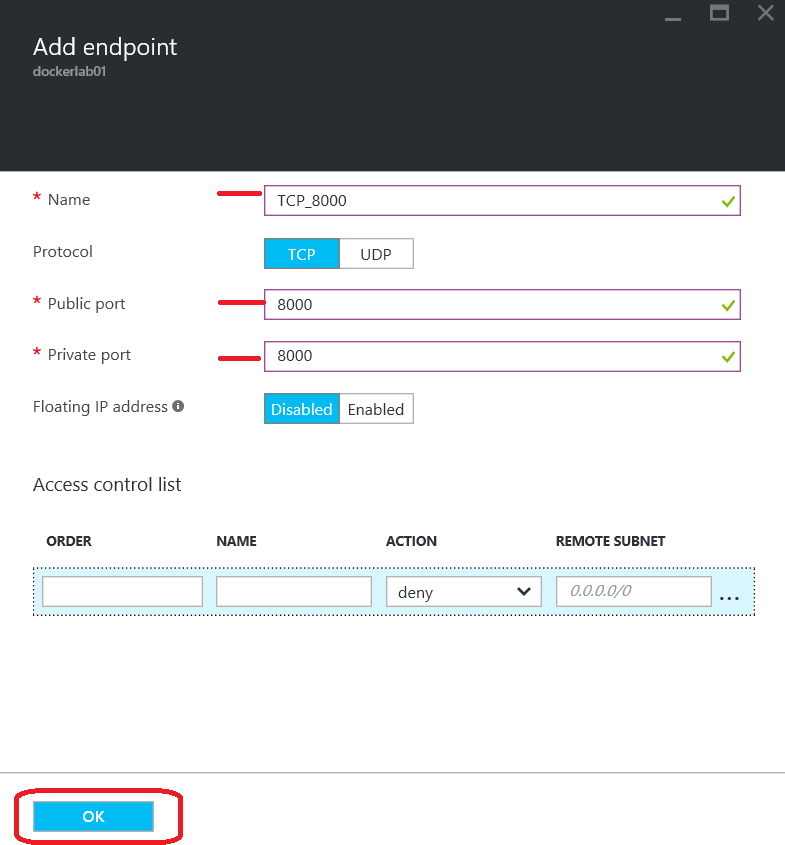 Add endpoint
dockerlab01
* Name TCP_8000
Protocol TCP UDP
* Public port 8000
* Private port 8000
Floating IP address Disabled Enabled
Access control list
ORDER NAME ACTION REMOTE SUBNET
deny 0.0.0.0/0 ...
OK